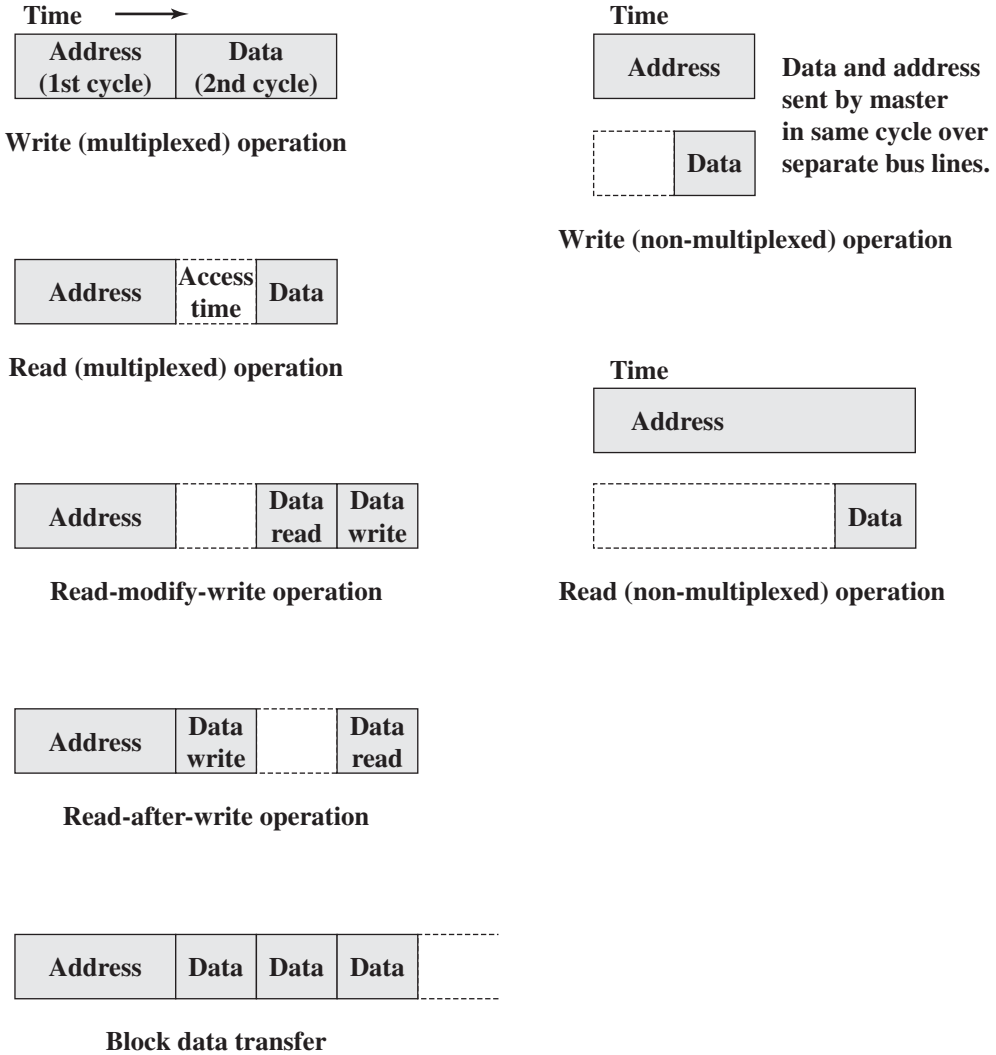 Time
Address
(1st cycle)
Data
(2nd cycle)
Write (multiplexed) operation
Address
Access
time
Data
Read (multiplexed) operation
Address
Data
read
Data
write
Read-modify-write operation
Address
Data
write
Data
read
Read-after-write operation
Address
Data
Data
Data
Block data transfer
Time
Address
Data
Data and address
sent by master
in same cycle over
separate bus lines.
Write (non-multiplexed) operation
Time
Address
Data
Read (non-multiplexed) operation